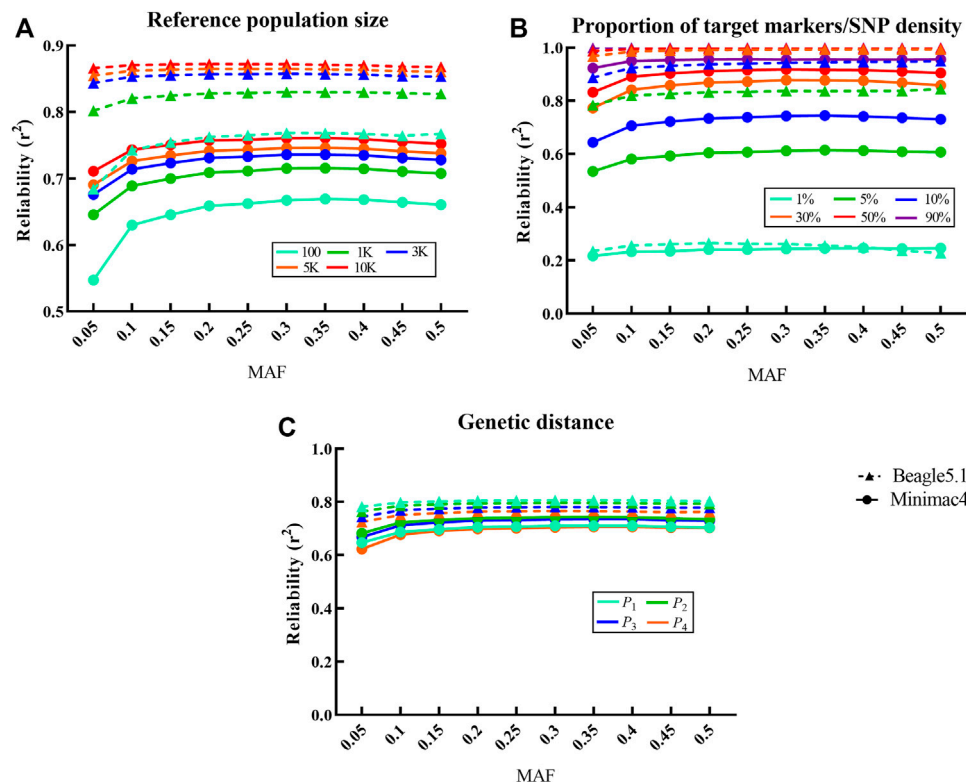 A
Reference population size
Reliability (r²)
0.9
0.8
0.7
0.6
0.5
100 1K 3K
5K 10K
0.05 0.1 0.15 0.2 0.25 0.3 0.35 0.4 0.45 0.5
MAF
B
Proportion of target markers/SNP density
Reliability (r²)
1.0
0.8
0.6
0.4
0.2
0.0
1% 5% 10%
30% 50% 90%
0.05 0.1 0.15 0.2 0.25 0.3 0.35 0.4 0.45 0.5
MAF
C
Genetic distance
Reliability (r²)
1.0
0.8
0.6
0.4
0.2
0.0
P₁ P₂
P₃ P₄
0.05 0.1 0.15 0.2 0.25 0.3 0.35 0.4 0.45 0.5
MAF
Beagle5.1
Minimac4